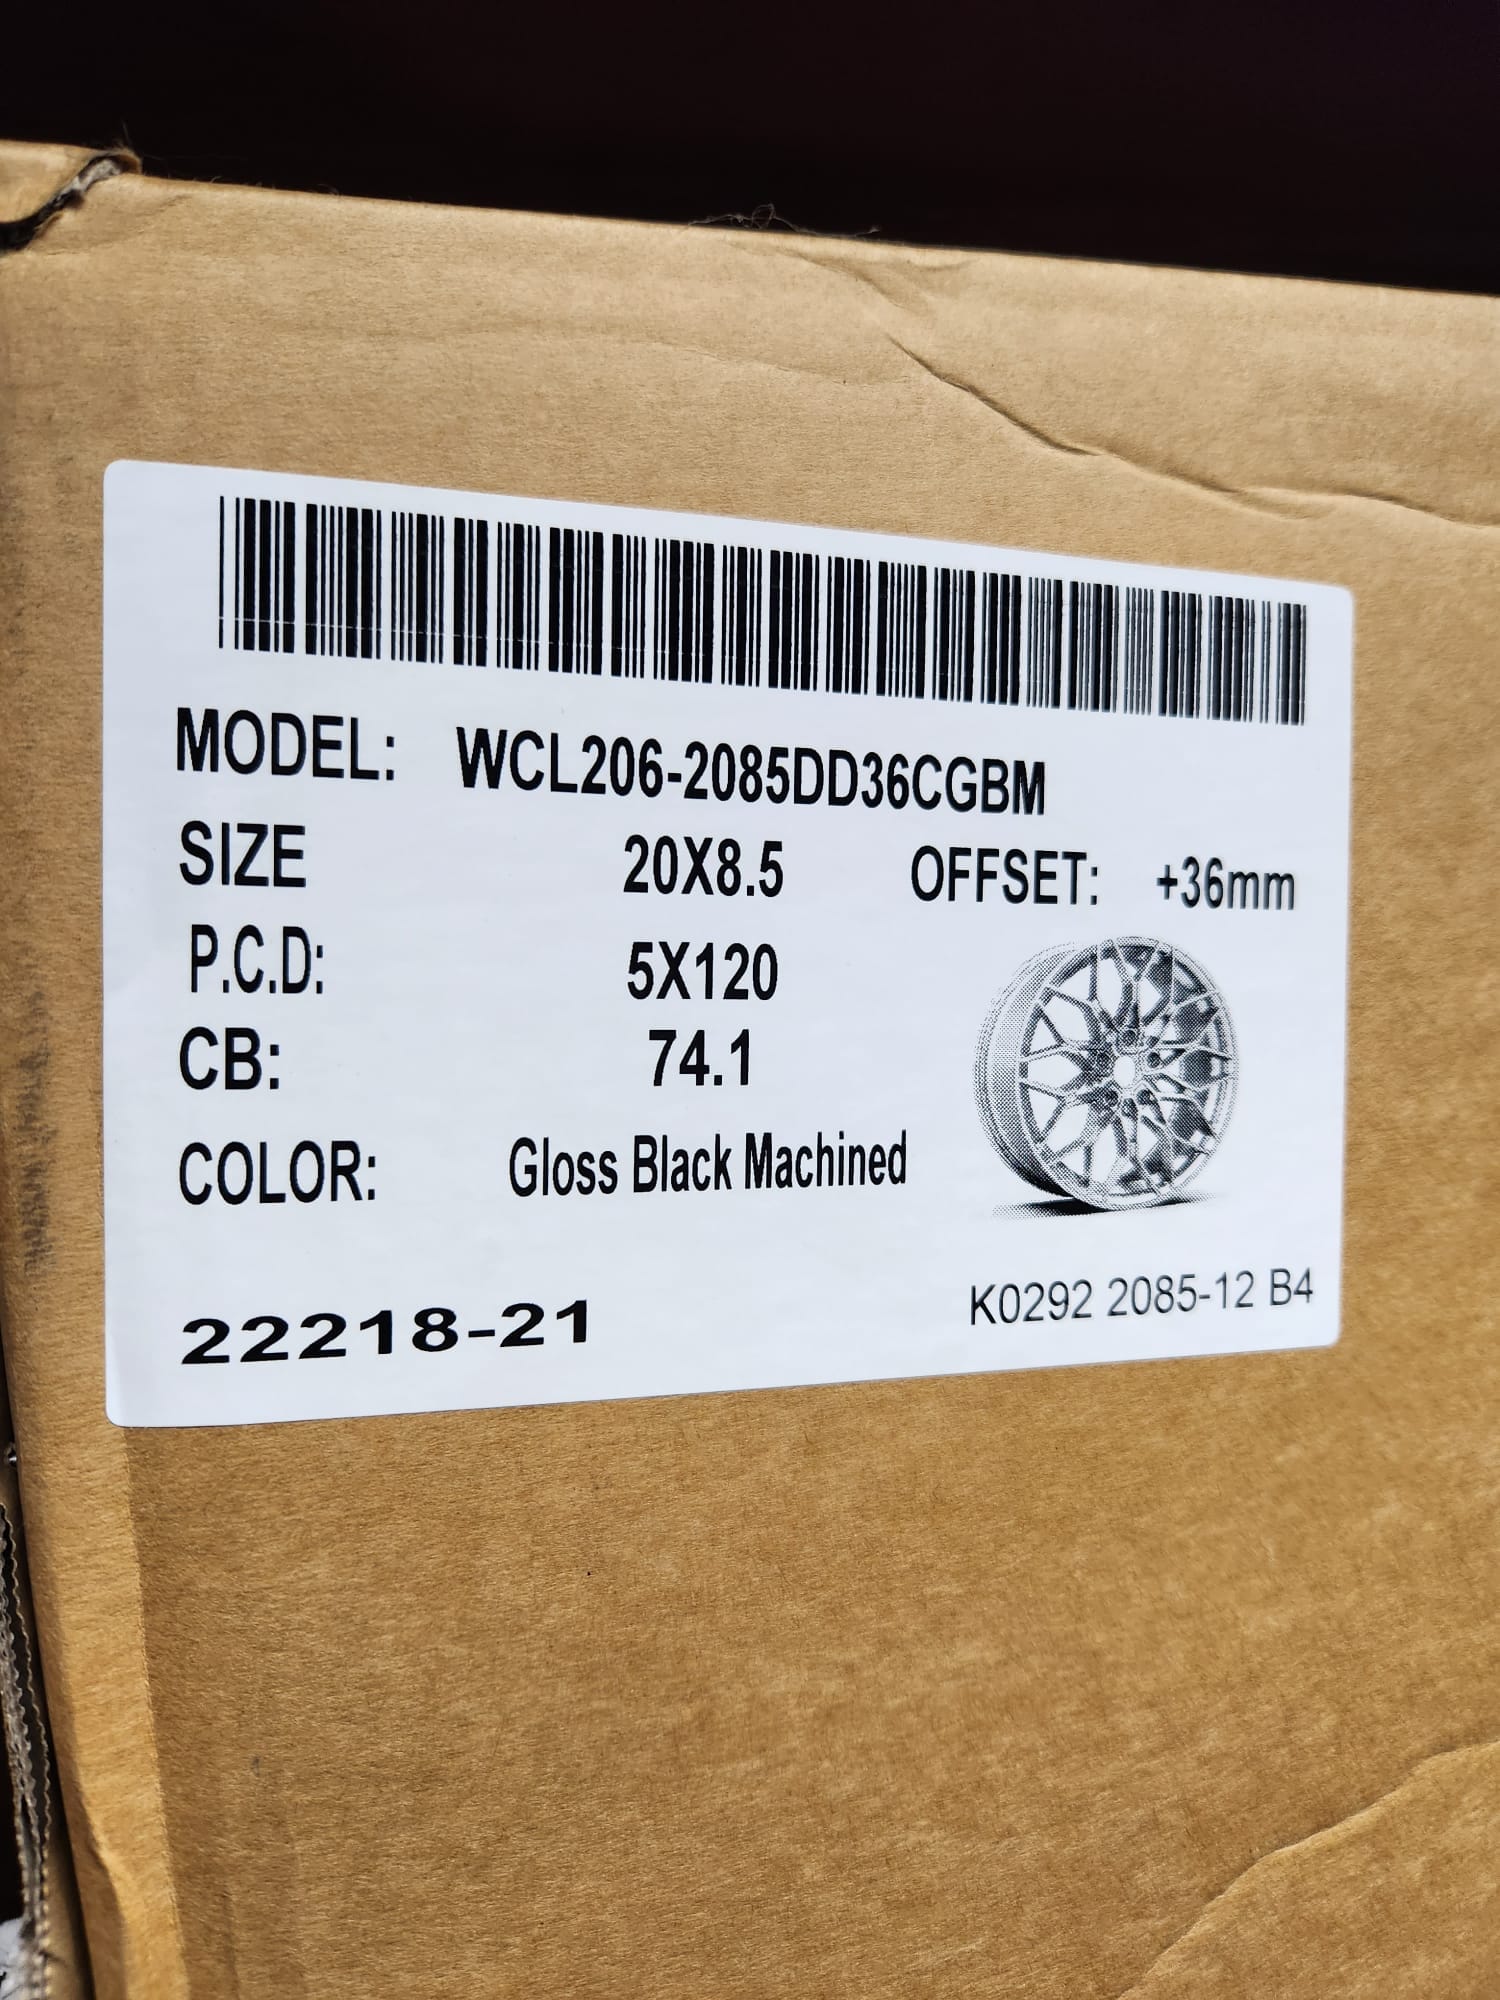 MODEL: WCL206-2085DD36CGBM
SIZE 20X8.5 OFFSET: +36mm
P.C.D: 5X120
CB: 74.1
COLOR: Gloss Black Machined
22218-21 K0292 2085-12 B4